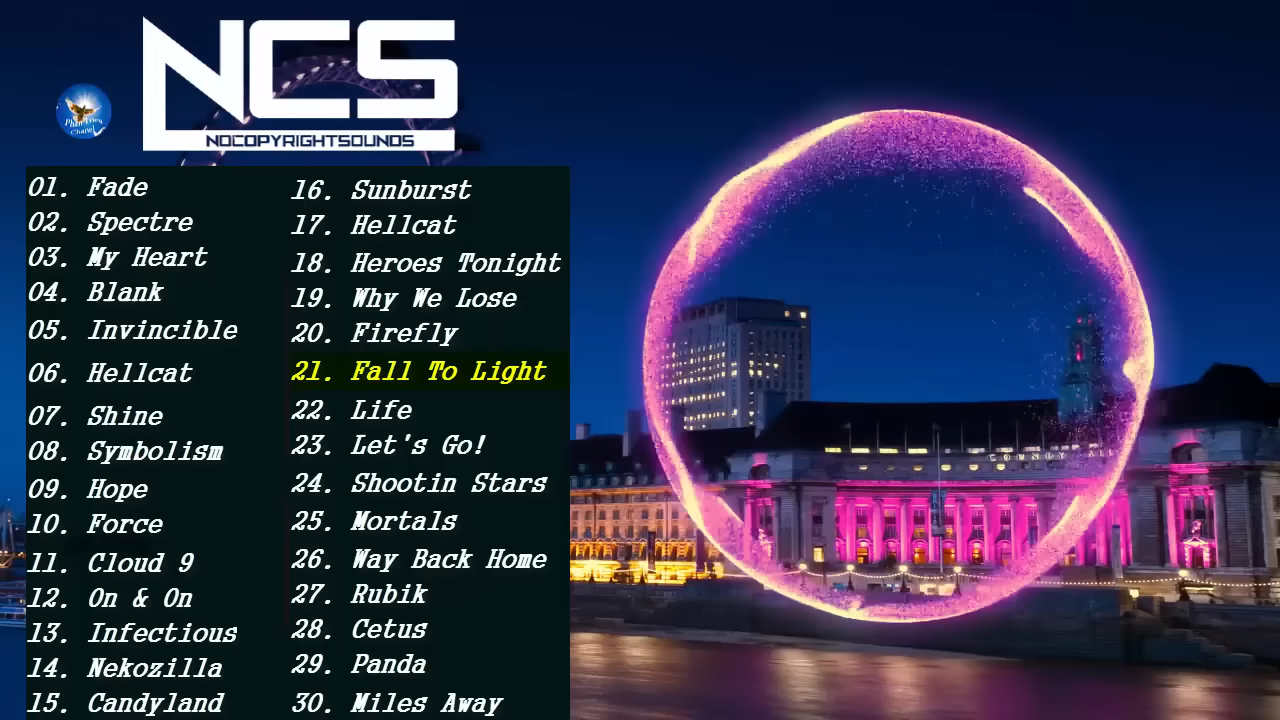 NCS
NOCOPYRIGHTSOUNDS
Chanel
01. Fade
02. Spectre
03. My Heart
04. Blank
05. Invincible
06. Hellcat
07. Shine
08. Symbolism
09. Hope
10. Force
11. Cloud 9
12. On & On
13. Infectious
14. Nekozilla
15. Candyland
16. Sunburst
17. Hellcat
18. Heroes Tonight
19. Why We Lose
20. Firefly
21. Fall To Light
22. Life
23. Let's Go!
24. Shootin Stars
25. Mortals
26. Way Back Home
27. Rubik
28. Cetus
29. Panda
30. Miles Away
COUNTY